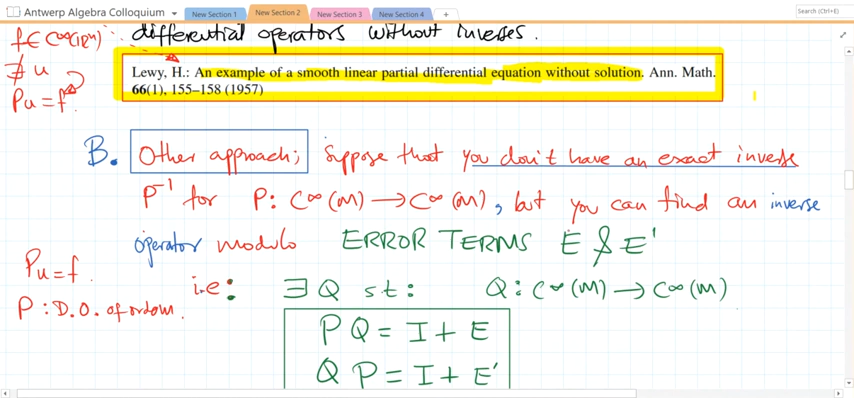 Antwerp Algebra Colloquium
New Section 1
New Section 2
New Section 3
New Section 4
+
Search (Ctrl+E)
f ∈ C∞(ℝⁿ)
∄ u
Pu = f
differential operators without inverses.
Lewy, H.: An example of a smooth linear partial differential equation without solution. Ann. Math.
66(1), 155–158 (1957)
B. Other approach; Suppose that you don't have an exact inverse
P⁻¹ for P: C∞(M) → C∞(M), but you can find an inverse
operator modulo ERROR TERMS E & E'
Pu = f.
P: D.O. of
i.e: ∃ Q st: Q: C∞(M) → C∞(M)
PQ = I + E
QP = I + E'